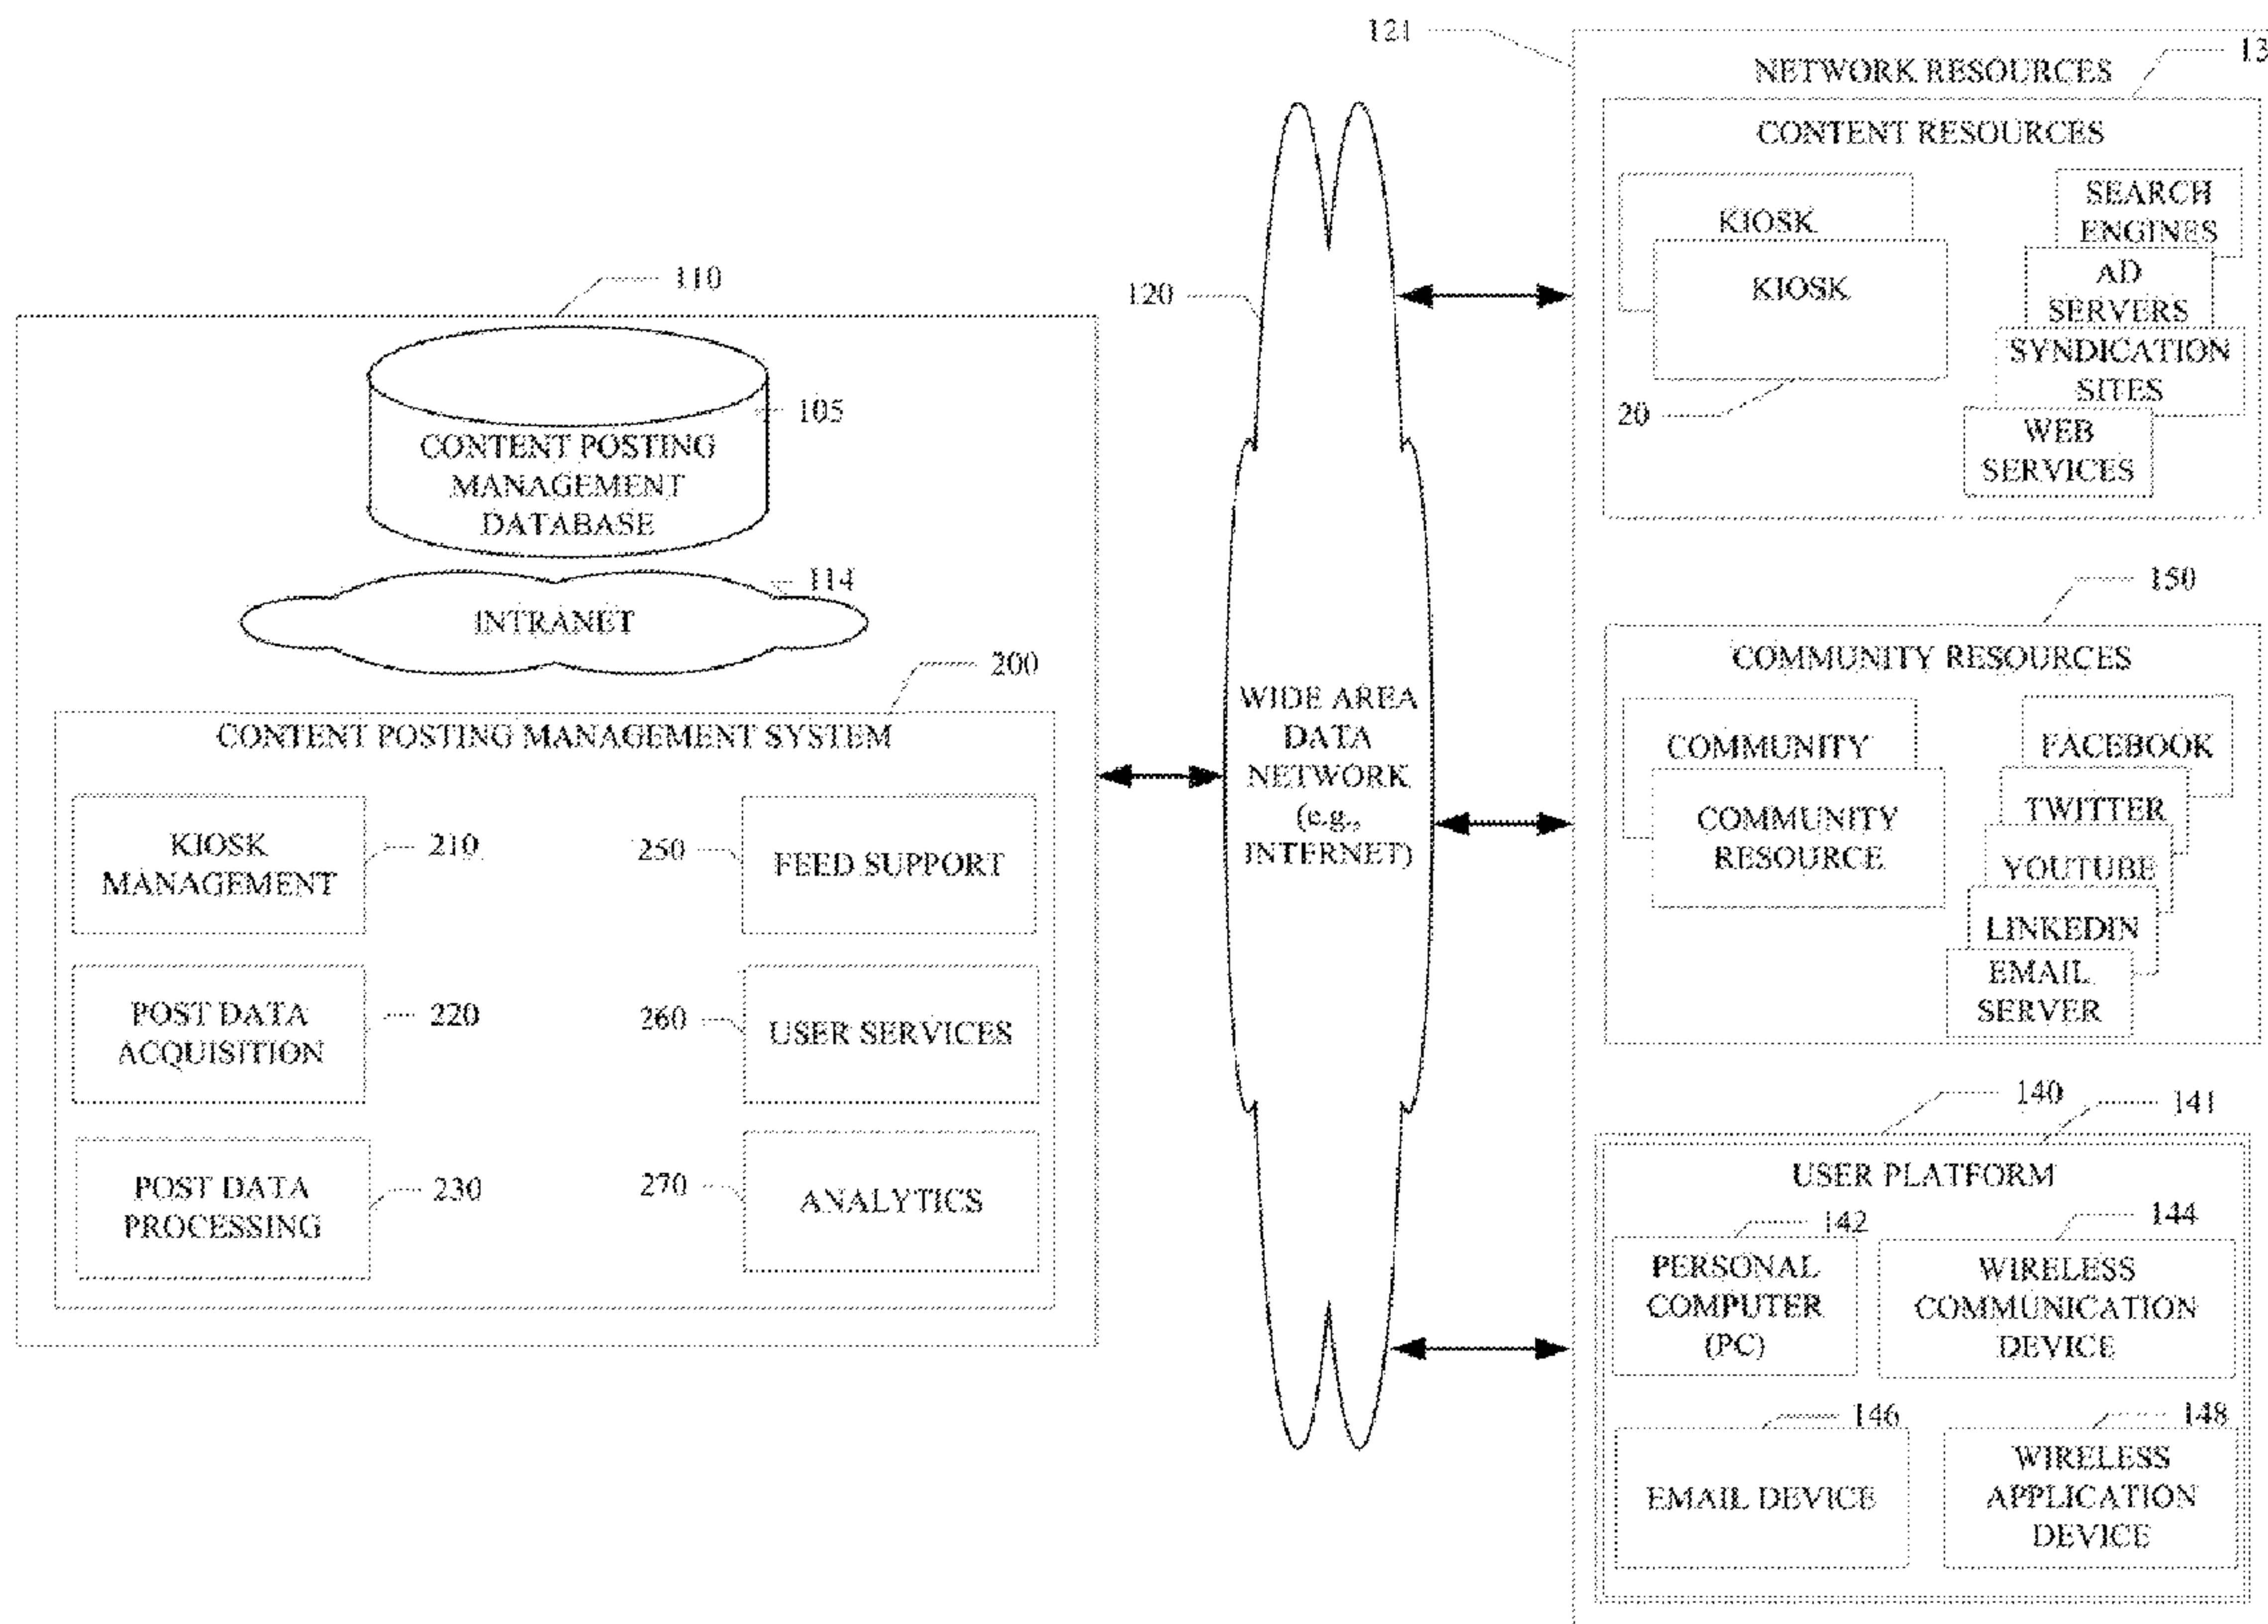 110
105
CONTENT POSTING
MANAGEMENT
DATABASE
114
INTRANET
200
CONTENT POSTING MANAGEMENT SYSTEM
KIOSK
MANAGEMENT
210
250
FEED SUPPORT
POST DATA
ACQUISITION
220
260
USER SERVICES
POST DATA
PROCESSING
230
270
ANALYTICS
120
WIDE AREA
DATA
NETWORK
(e.g.,
INTERNET)
121
NETWORK RESOURCES
13
CONTENT RESOURCES
KIOSK
KIOSK
20
SEARCH
ENGINES
AD
SERVERS
SYNDICATION
SITES
WEB
SERVICES
150
COMMUNITY RESOURCES
COMMUNITY
COMMUNITY
RESOURCE
FACEBOOK
TWITTER
YOUTUBE
LINKEDIN
EMAIL
SERVER
140
141
USER PLATFORM
142
PERSONAL
COMPUTER
(PC)
144
WIRELESS
COMMUNICATION
DEVICE
146
EMAIL DEVICE
148
WIRELESS
APPLICATION
DEVICE